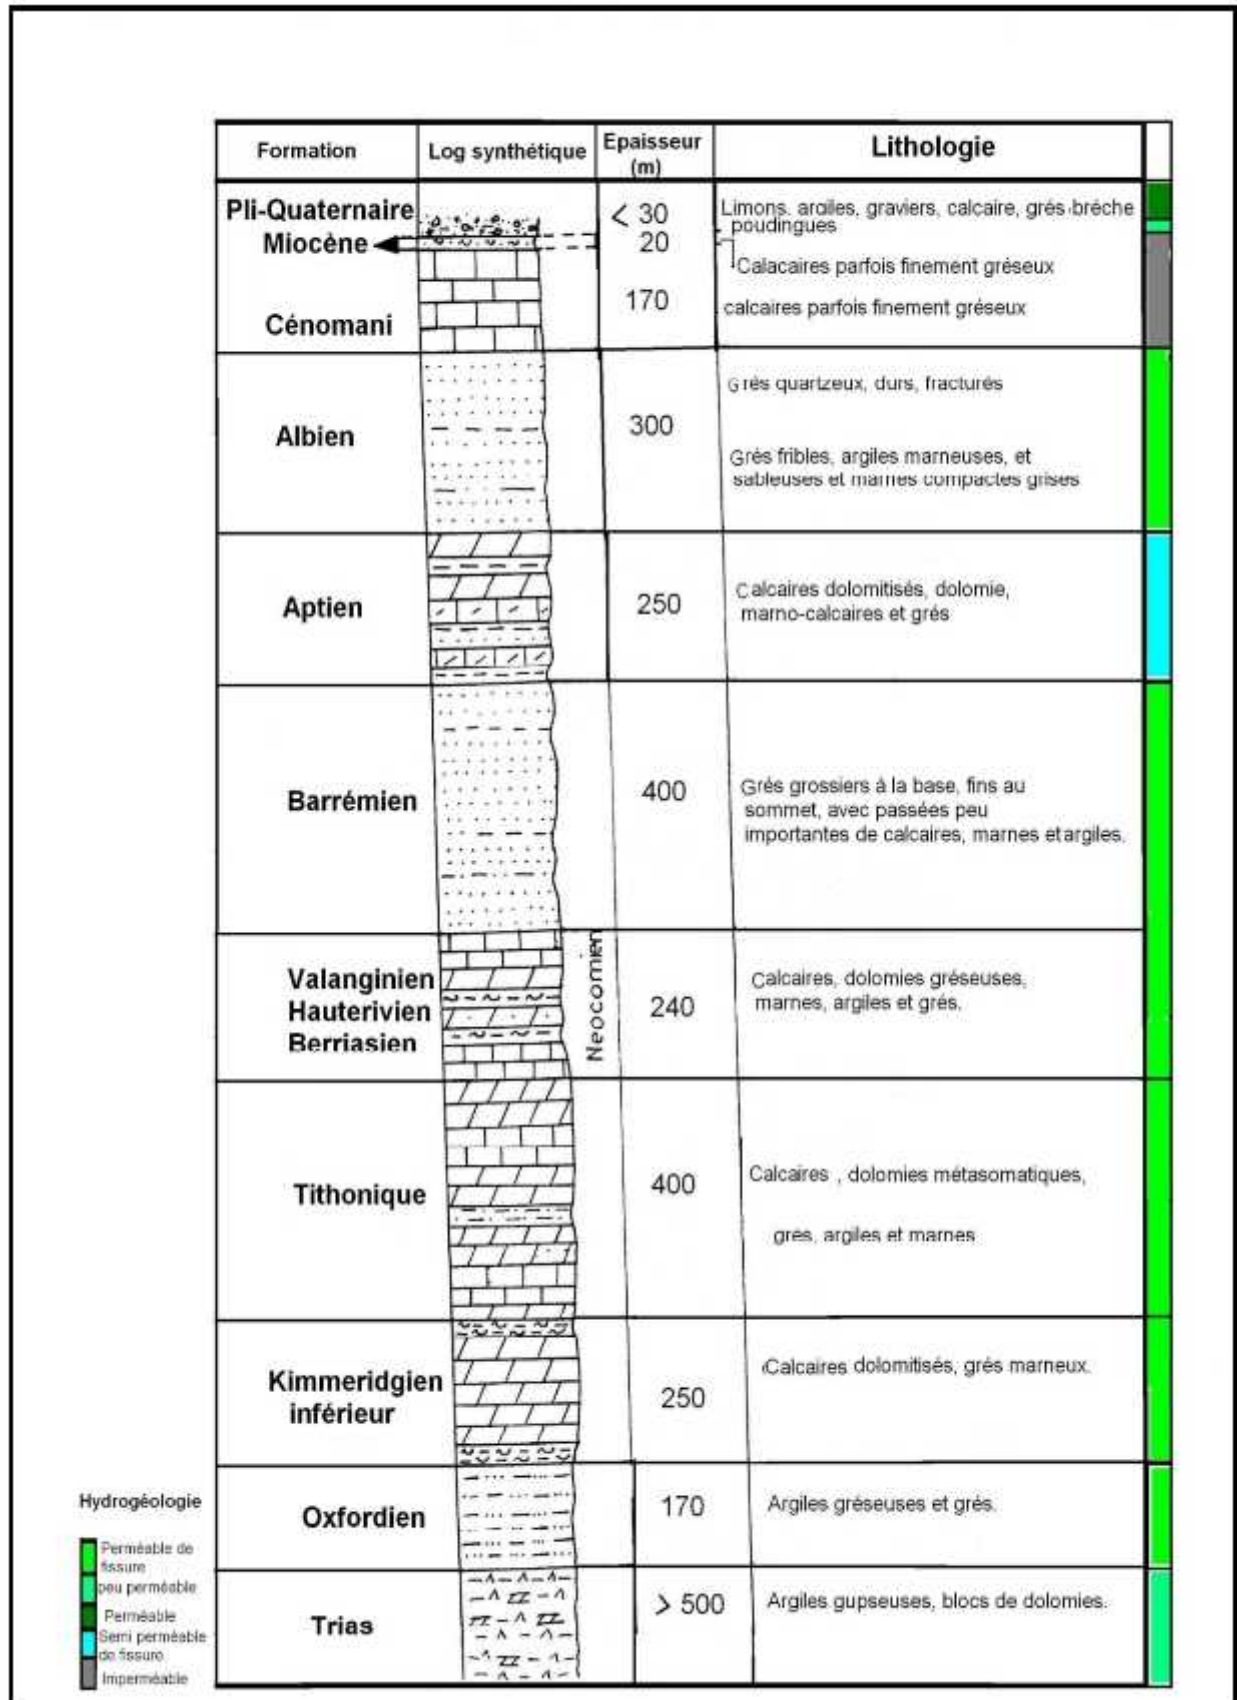 Formation
Log synthétique
Epaisseur
(m)
Lithologie
Pli-Quaternaire
< 30
Limons. argiles, graviers, calcaire, grés-brèche
poudingues
Miocène
20
Calacaires parfois finement gréseux
Cénomani
170
calcaires parfois finement gréseux
Albien
300
Grés quartzeux, durs, fracturés
Grés fribles, argiles marneuses, et
sableuses et marnes compactes grises
Aptien
250
Calcaires dolomitisés, dolomie,
marno-calcaires et grés
Barrémien
400
Grés grossiers à la base, fins au
sommet, avec passées peu
importantes de calcaires, marnes et argiles.
Valanginien
Hauterivien
Berriasien
Neocomien
240
Calcaires, dolomies gréseuses,
marnes, argiles et grés.
Tithonique
400
Calcaires , dolomies métasomatiques,
gres, argiles et marnes
Kimmeridgien
inférieur
250
Calcaires dolomitisés, grés marneux.
Oxfordien
170
Argiles gréseuses et grés.
Trias
> 500
Argiles gupseuses, blocs de dolomies.
Hydrogéologie
Perméable de
fissure
peu perméable
Perméable
Semi perméable
de fissure
Imperméable